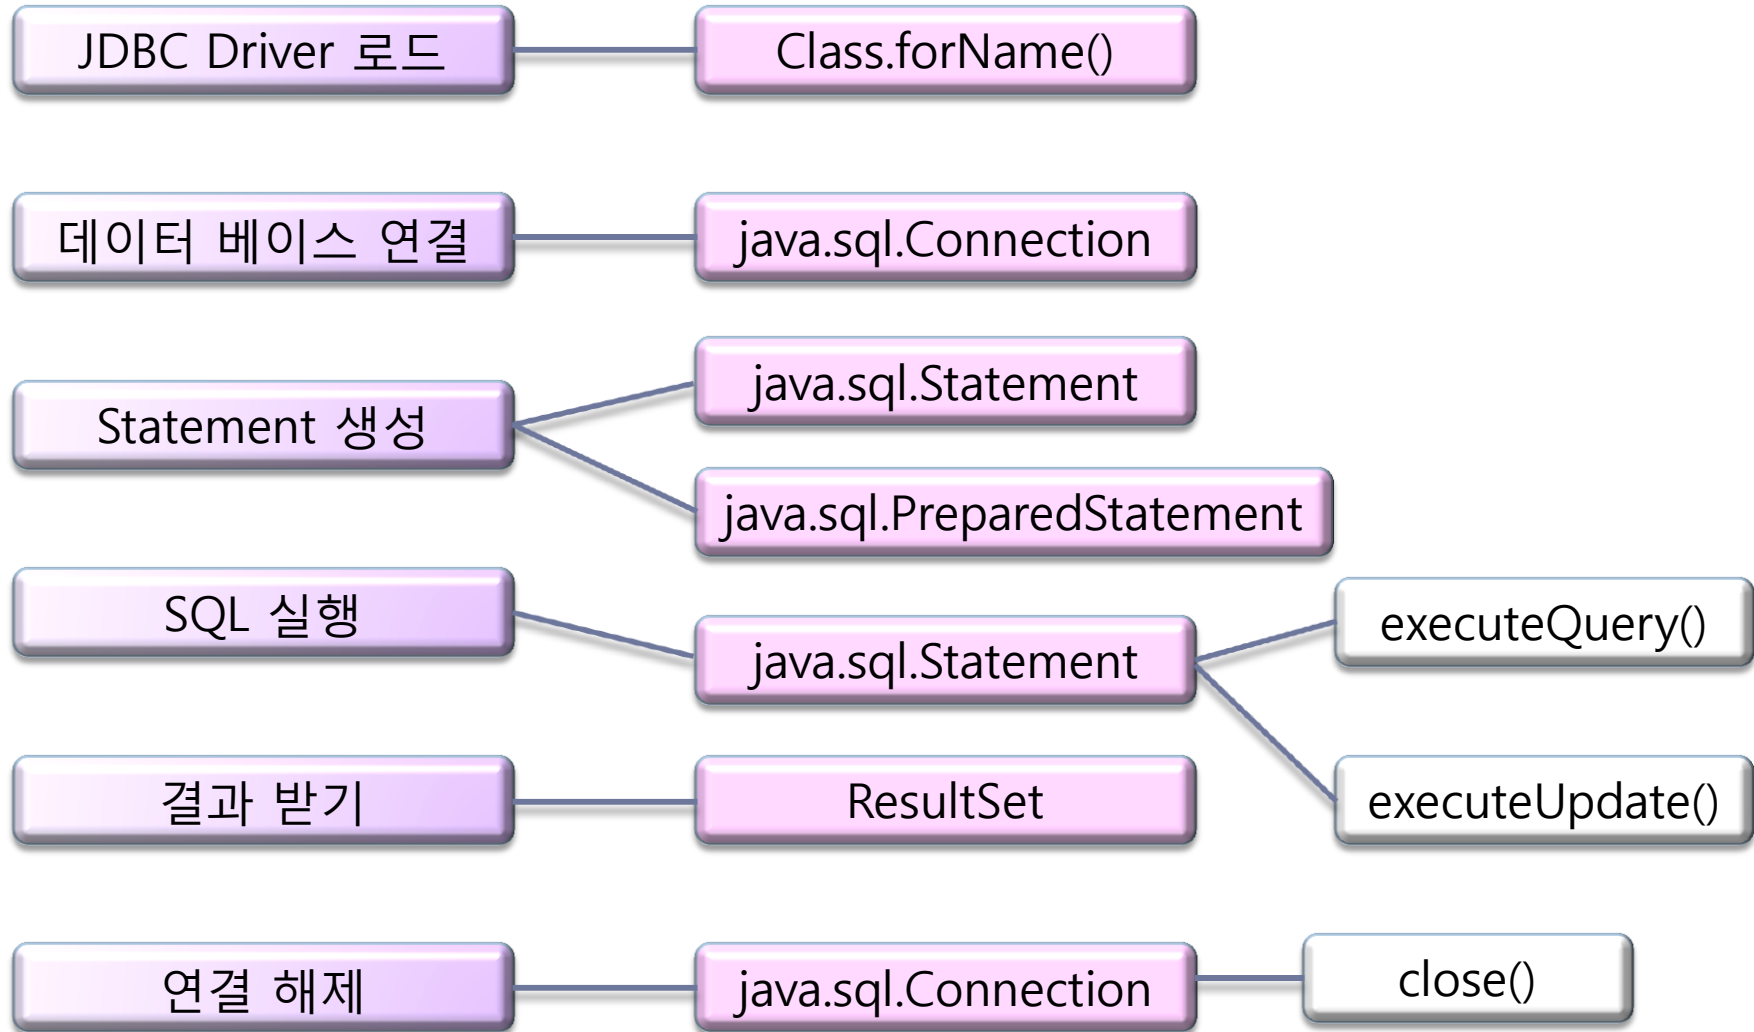 JDBC Driver 로드
Class.forName()
데이터 베이스 연결
java.sql.Connection
Statement 생성
java.sql.Statement
java.sql.PreparedStatement
SQL 실행
java.sql.Statement
executeQuery()
executeUpdate()
결과 받기
ResultSet
연결 해제
java.sql.Connection
close()